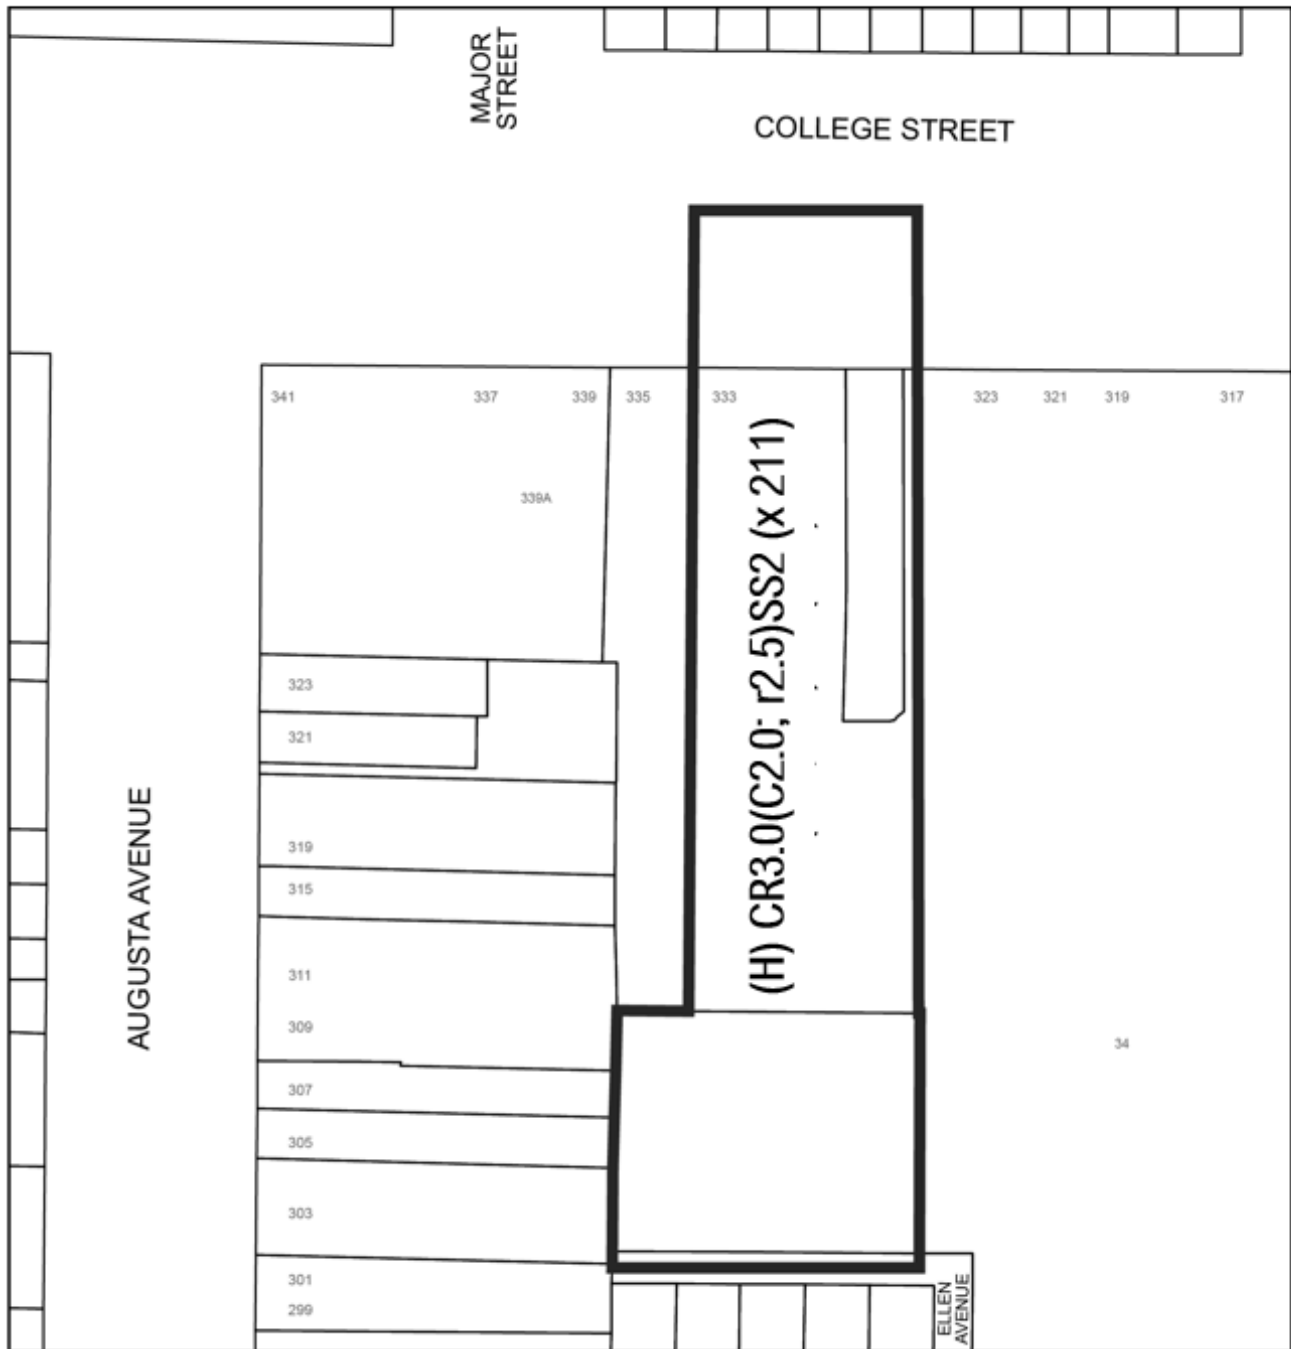 MAJOR
STREET
COLLEGE STREET
341
337
339
335
333
323
321
319
317
339A
(H) CR3.0(C2.0; r2.5)SS2 (x 211)
323
321
AUGUSTA AVENUE
319
315
311
309
34
307
305
303
301
299
ELLEN
AVENUE